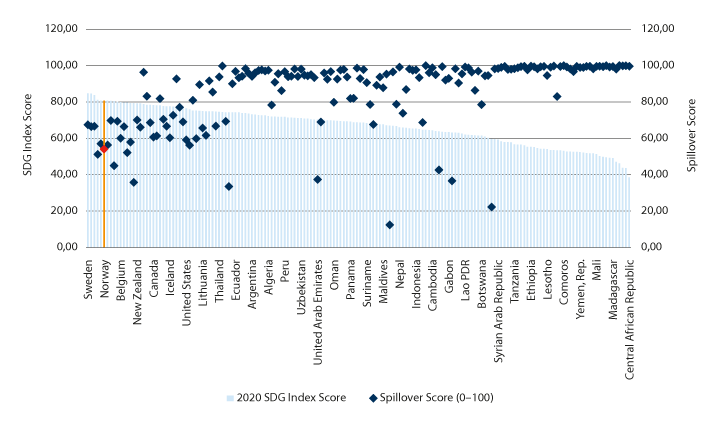 120,00 120,00
100,00 100,00
80,00 80,00
60,00 60,00
40,00 40,00
20,00 20,00
0,00 0,00
SDG Index Score
Spillover Score
Sweden
Norway
Belgium
New Zealand
Canada
Iceland
United States
Lithuania
Thailand
Ecuador
Argentina
Algeria
Peru
Uzbekistan
United Arab Emirates
Oman
Panama
Suriname
Maldives
Nepal
Indonesia
Cambodia
Gabon
Lao PDR
Botswana
Syrian Arab Republic
Tanzania
Ethiopia
Lesotho
Comoros
Yemen, Rep.
Mali
Madagascar
Central African Republic
2020 SDG Index Score
Spillover Score (0–100)